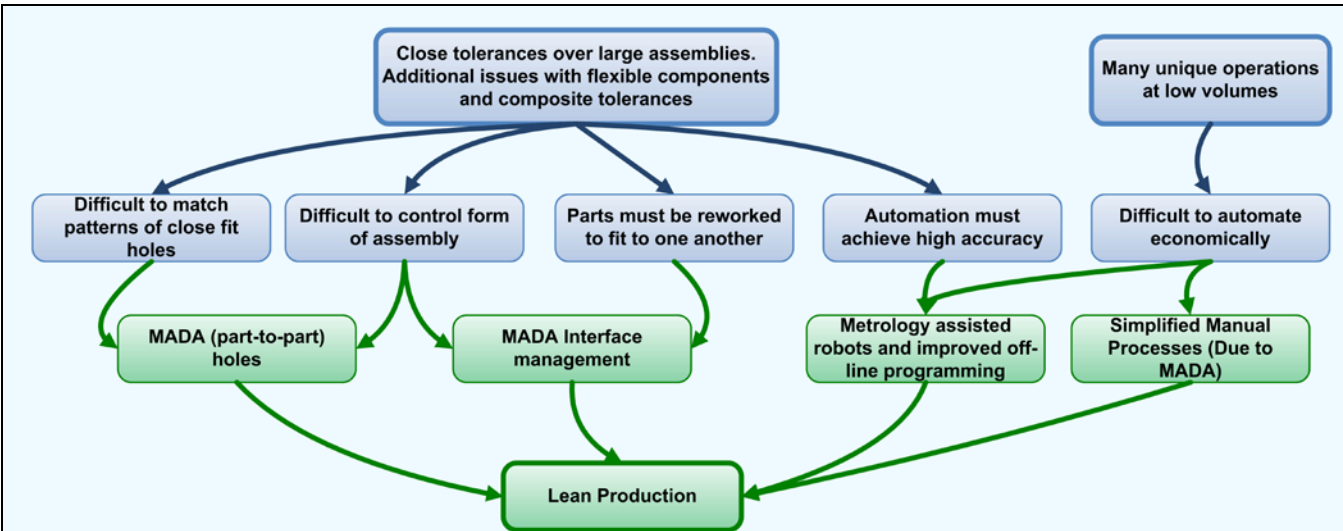 Close tolerances over large assemblies.
Additional issues with flexible components
and composite tolerances
Many unique operations
at low volumes
Difficult to match
patterns of close fit
holes
Difficult to control form
of assembly
Parts must be reworked
to fit to one another
Automation must
achieve high accuracy
Difficult to automate
economically
MADA (part-to-part)
holes
MADA Interface
management
Metrology assisted
robots and improved off-
line programming
Simplified Manual
Processes (Due to
MADA)
Lean Production